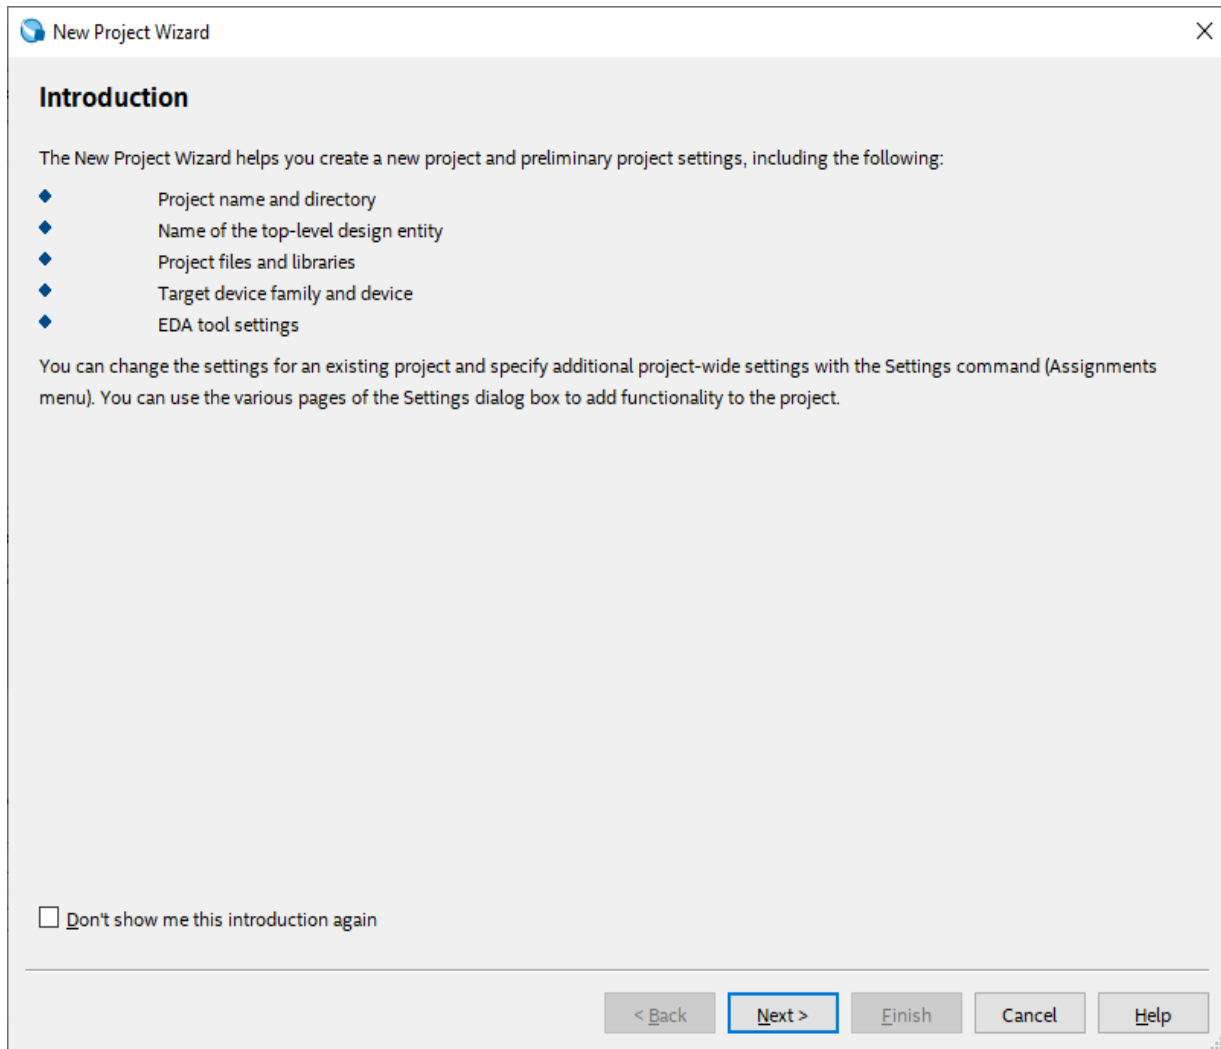 New Project Wizard
Introduction
The New Project Wizard helps you create a new project and preliminary project settings, including the following:
Project name and directory
Name of the top-level design entity
Project files and libraries
Target device family and device
EDA tool settings
You can change the settings for an existing project and specify additional project-wide settings with the Settings command (Assignments
menu). You can use the various pages of the Settings dialog box to add functionality to the project.
Don't show me this introduction again
< Back Next > Finish Cancel Help